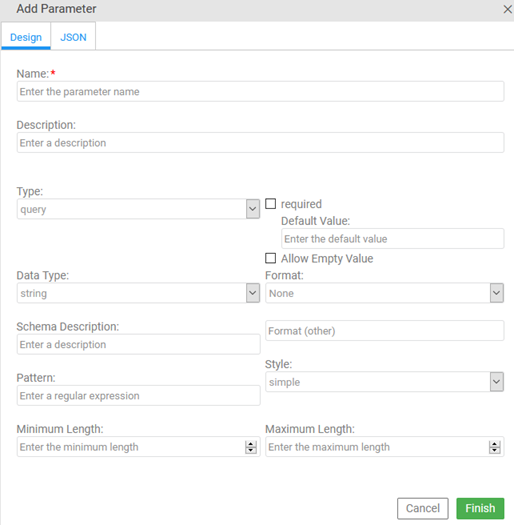 Add Parameter
Design JSON
Name: *
Enter the parameter name
Description:
Enter a description
Type:
query
required
Default Value:
Enter the default value
Allow Empty Value
Data Type:
string
Format:
None
Schema Description:
Enter a description
Format (other)
Pattern:
Enter a regular expression
Style:
simple
Minimum Length:
Enter the minimum length
Maximum Length:
Enter the maximum length
Cancel Finish